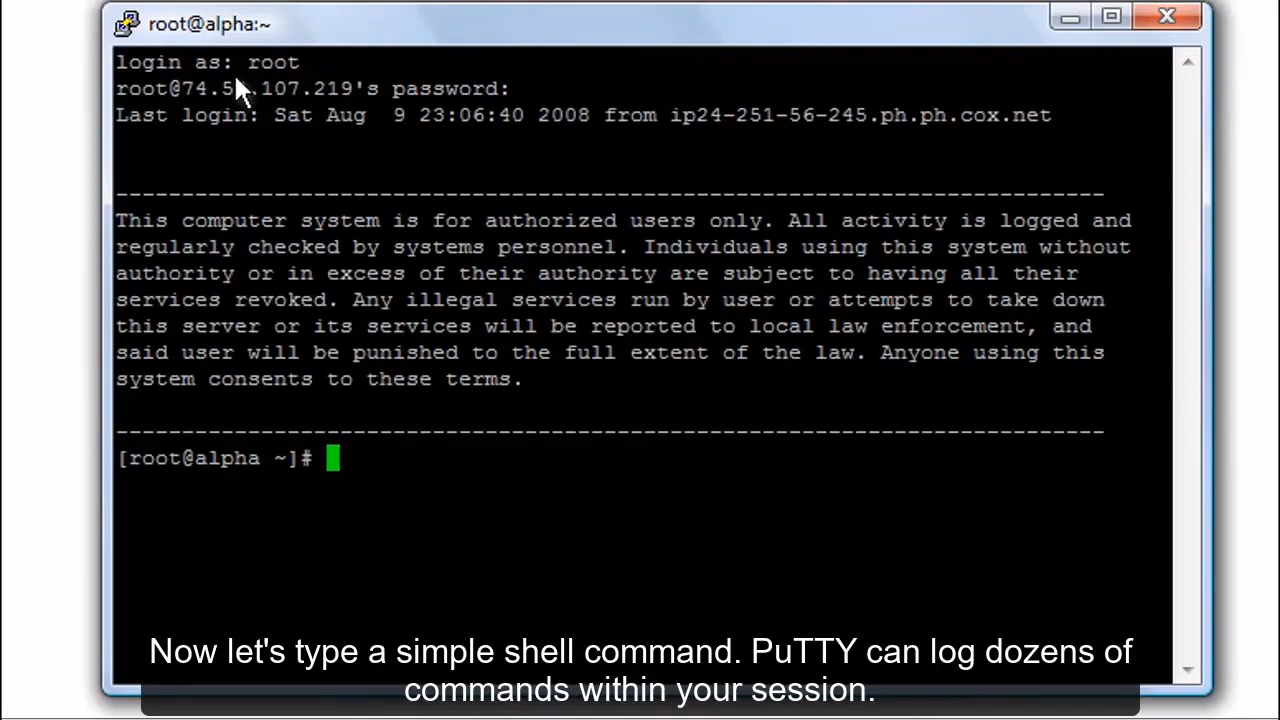 root@alpha:~
login as: root
root@74.5 .107.219's password:
Last login: Sat Aug  9 23:06:40 2008 from ip24-251-56-245.ph.ph.cox.net
---------------------------------------------------------------------------
This computer system is for authorized users only. All activity is logged and
regularly checked by systems personnel. Individuals using this system without
authority or in excess of their authority are subject to having all their
services revoked. Any illegal services run by user or attempts to take down
this server or its services will be reported to local law enforcement, and
said user will be punished to the full extent of the law. Anyone using this
system consents to these terms.
---------------------------------------------------------------------------
[root@alpha ~]#
Now let's type a simple shell command. PuTTY can log dozens of
commands within your session.